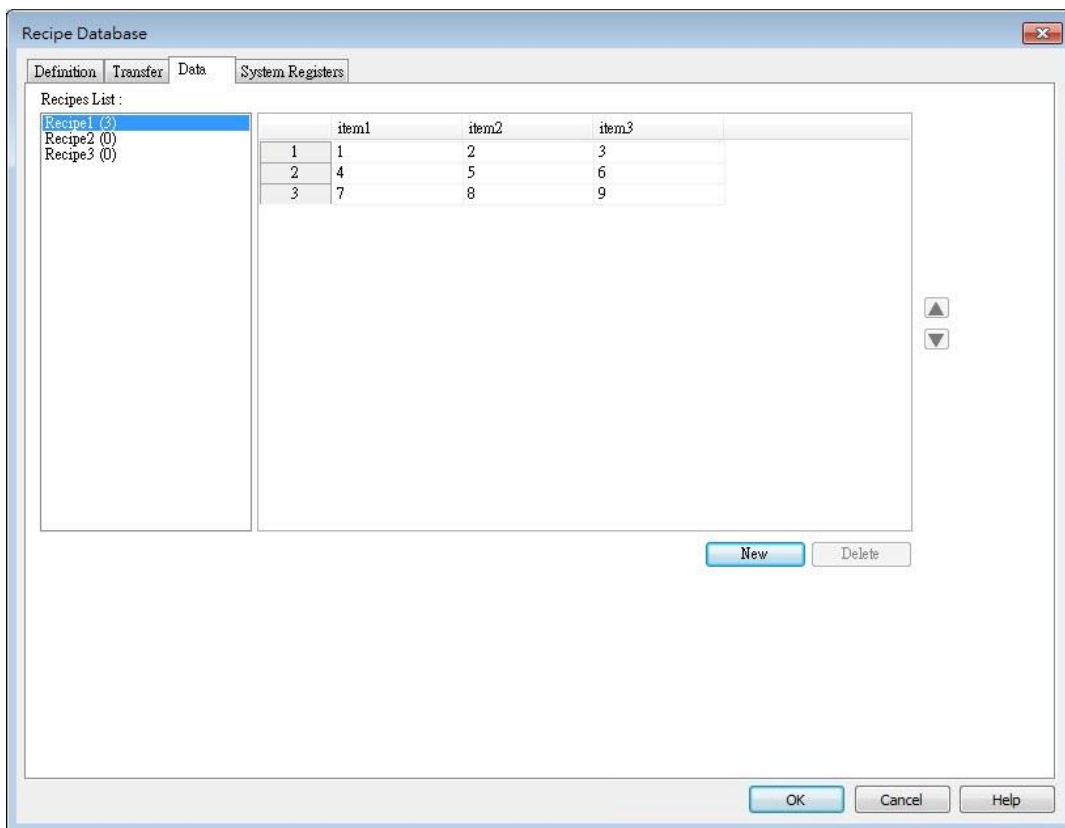 Recipe Database
Definition Transfer Data System Registers
Recipes List :
Recipe1 (3)
Recipe2 (0)
Recipe3 (0)
item1 item2 item3
1 1 2 3
2 4 5 6
3 7 8 9
New Delete
OK Cancel Help